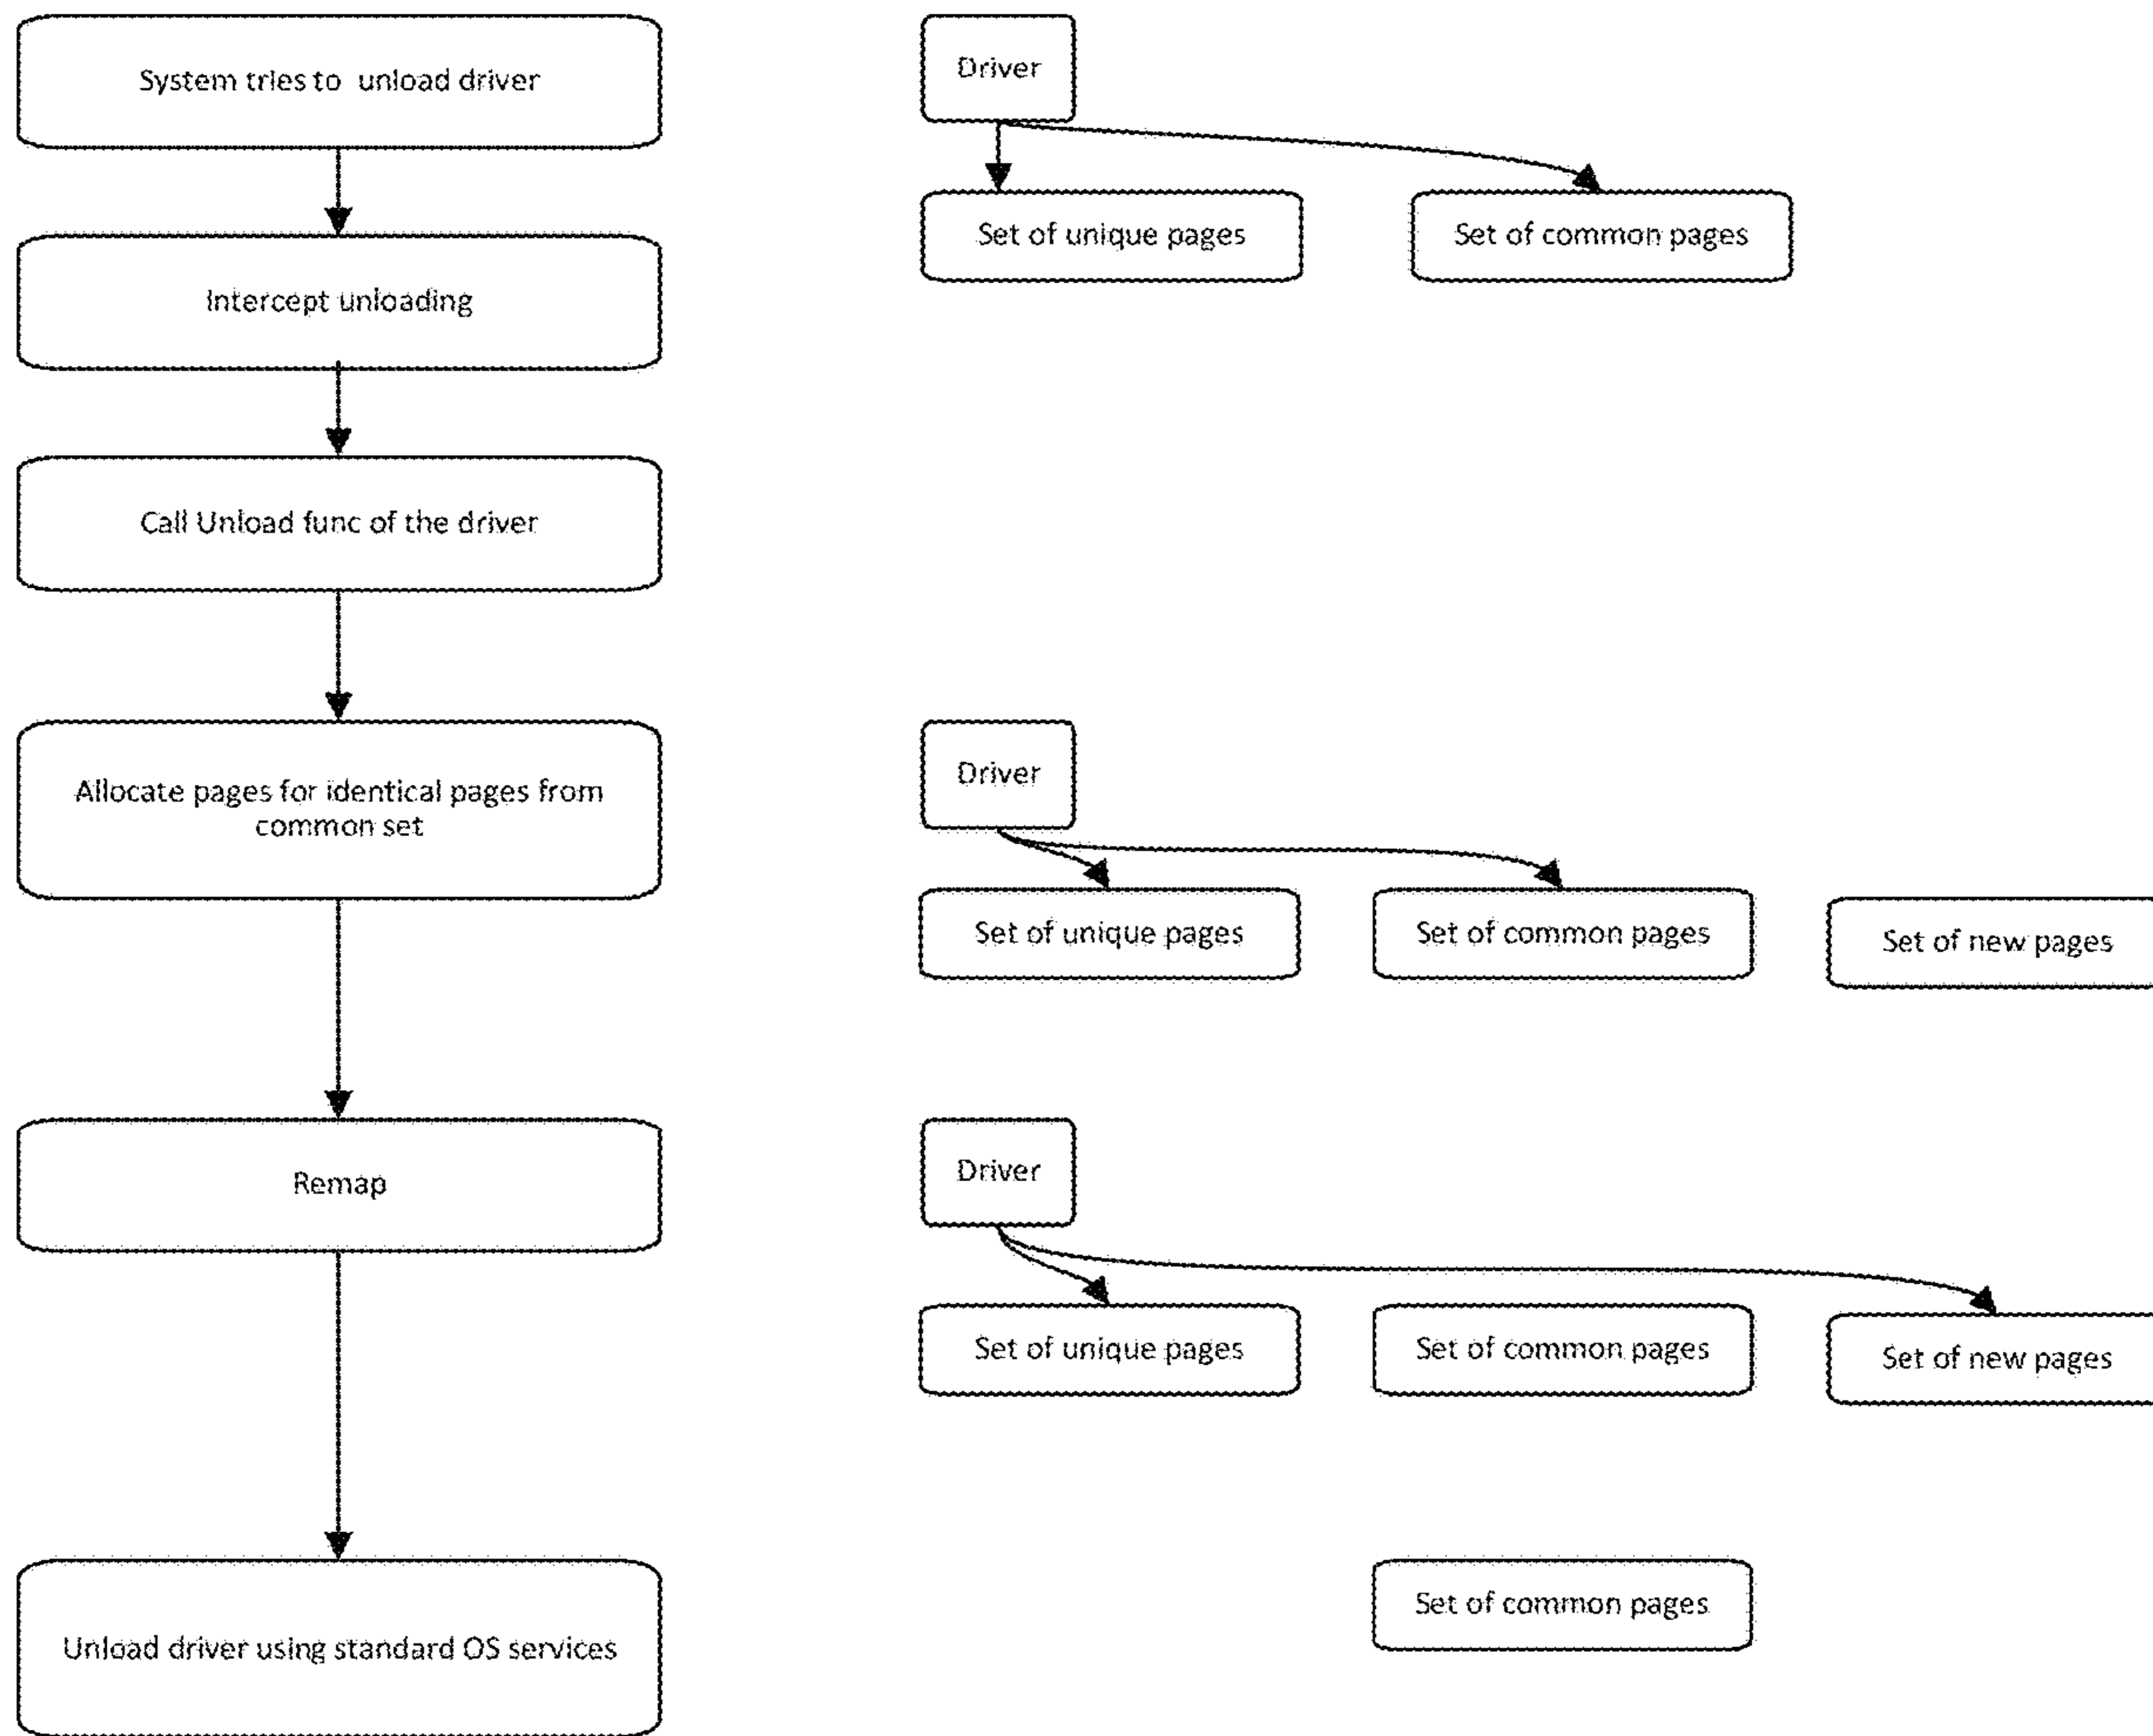 System tries to unload driver
Intercept unloading
Call Unload func of the driver
Allocate pages for identical pages from
common set
Remap
Unload driver using standard OS services
Driver
Set of unique pages
Set of common pages
Driver
Set of unique pages
Set of common pages
Set of new pages
Driver
Set of unique pages
Set of common pages
Set of new pages
Set of common pages